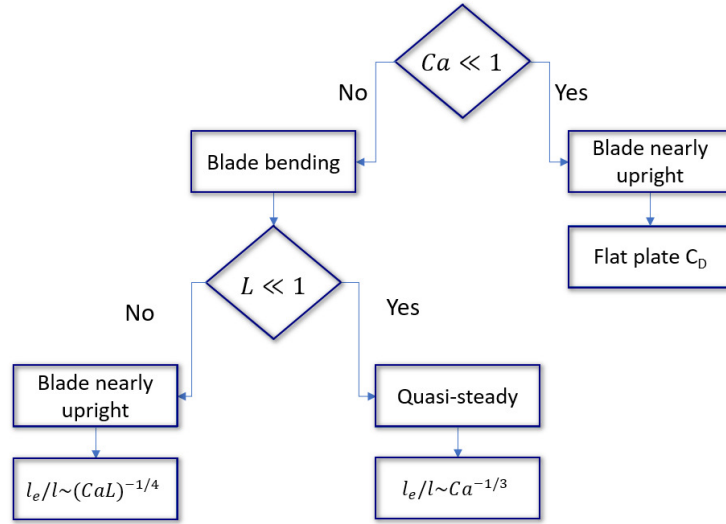 Ca ≪ 1
No
Yes
Blade bending
Blade nearly
upright
Flat plate C_D
L ≪ 1
No
Yes
Blade nearly
upright
Quasi-steady
l_e/l~(CaL)^{-1/4}
l_e/l~Ca^{-1/3}